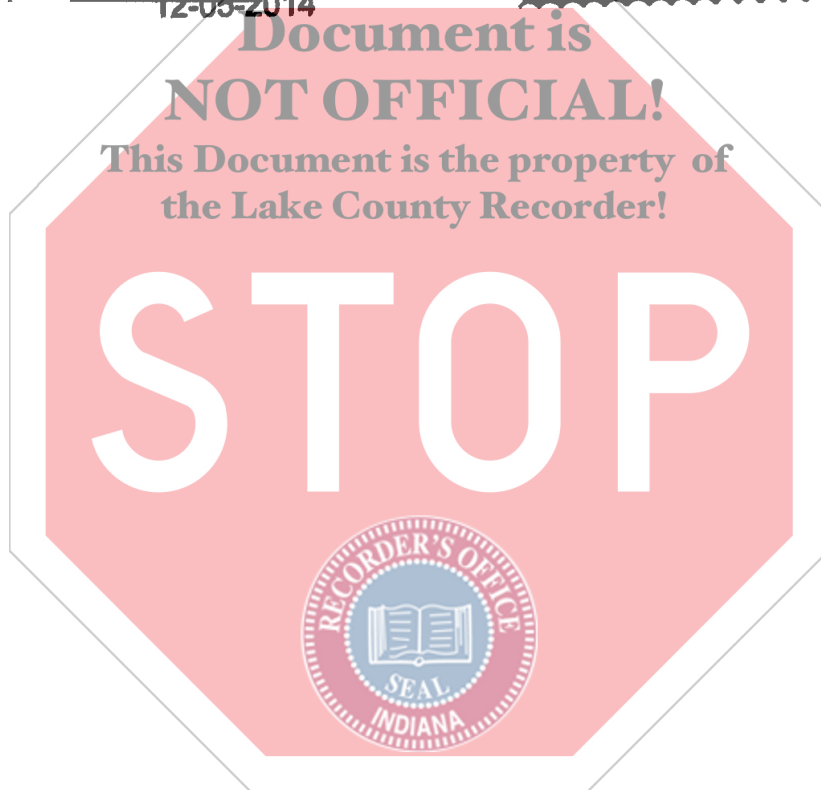 12-05-2014
Document is
NOT OFFICIAL!
This Document is the property of
the Lake County Recorder!
STOP
RECORDER'S OFFICE
SEAL
INDIANA